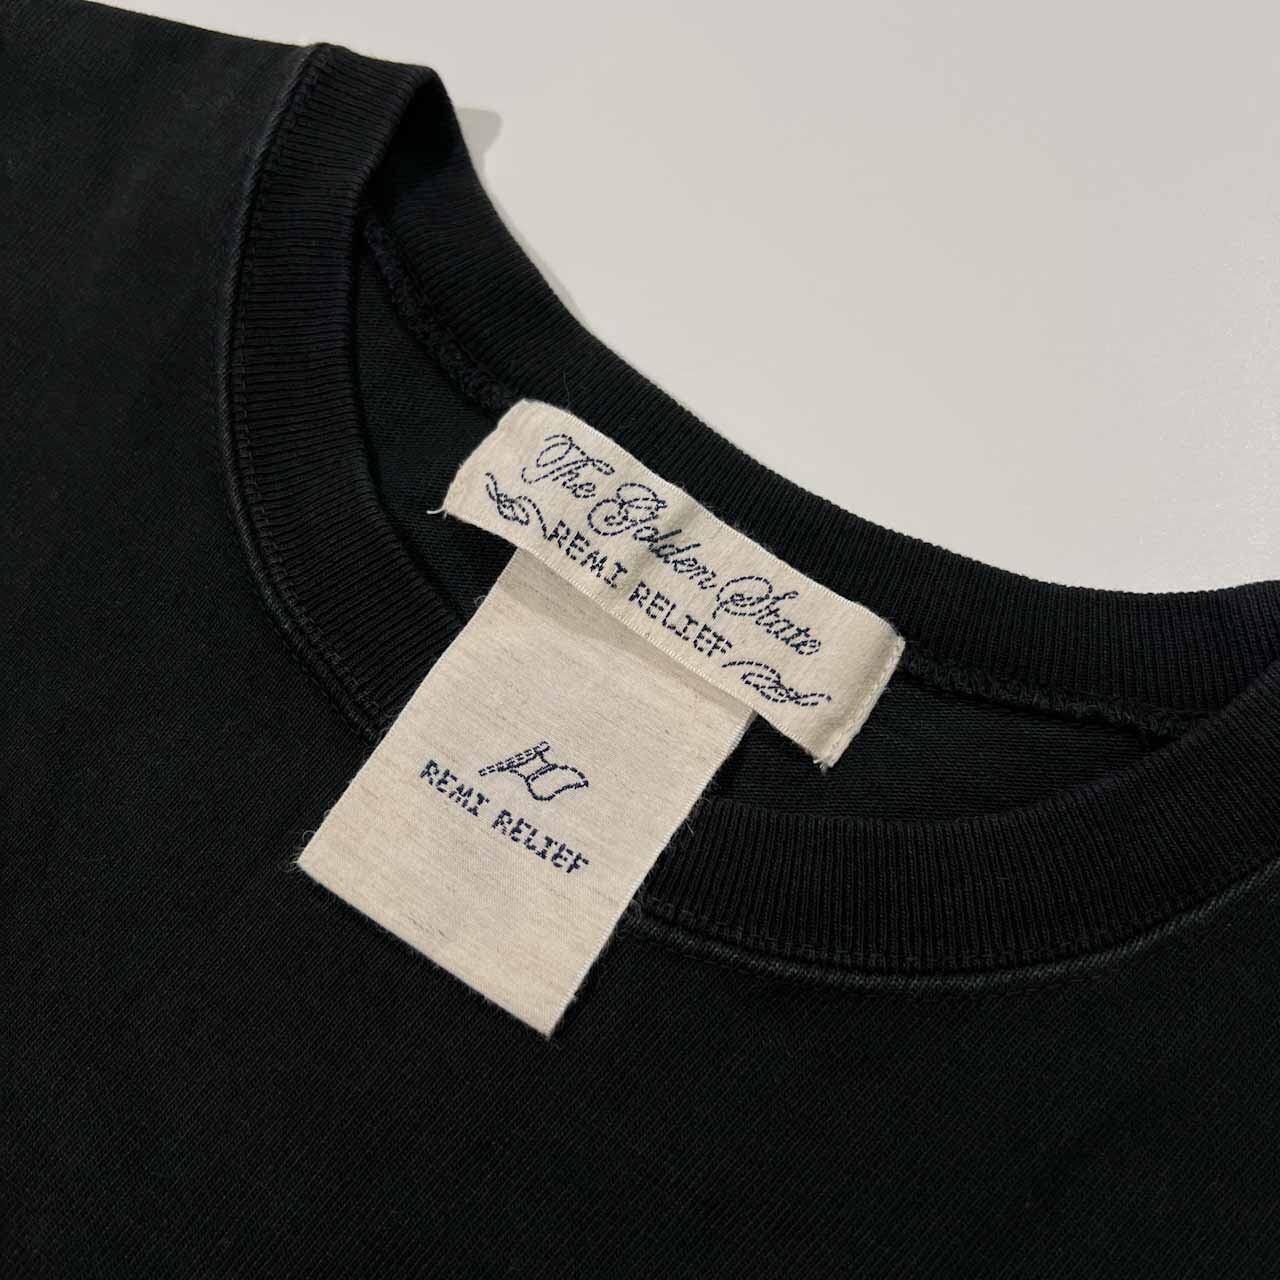 The Golden State
REMI RELIEF
REMI RELIEF